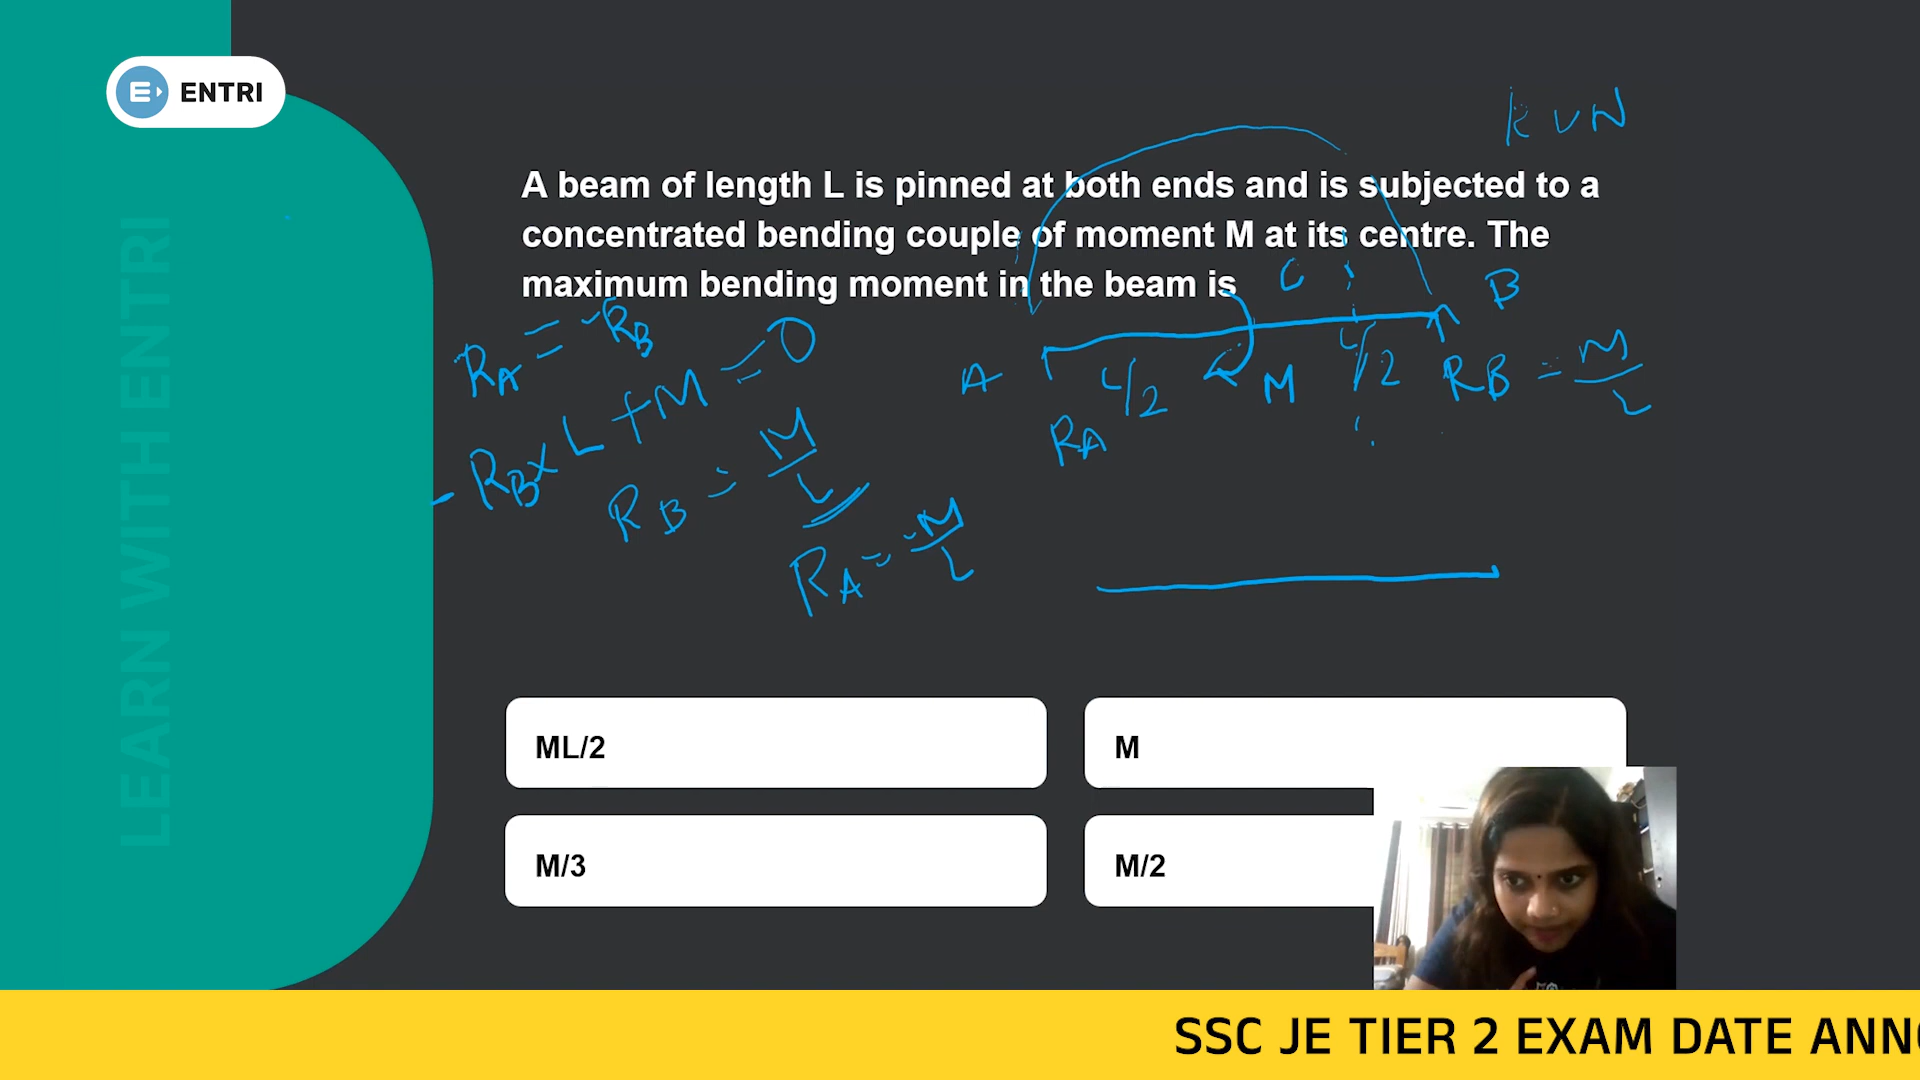 ENTRI
LEARN WITH ENTRI
KVN
A beam of length L is pinned at both ends and is subjected to a
concentrated bending couple of moment M at its centre. The
maximum bending moment in the beam is
C
B
RA = -RB
- RB x L + M = 0
RB = M/L
RA = -M/L
A
L/2
M
L/2
RB = M/L
RA
ML/2
M
M/3
M/2
SSC JE TIER 2 EXAM DATE ANN